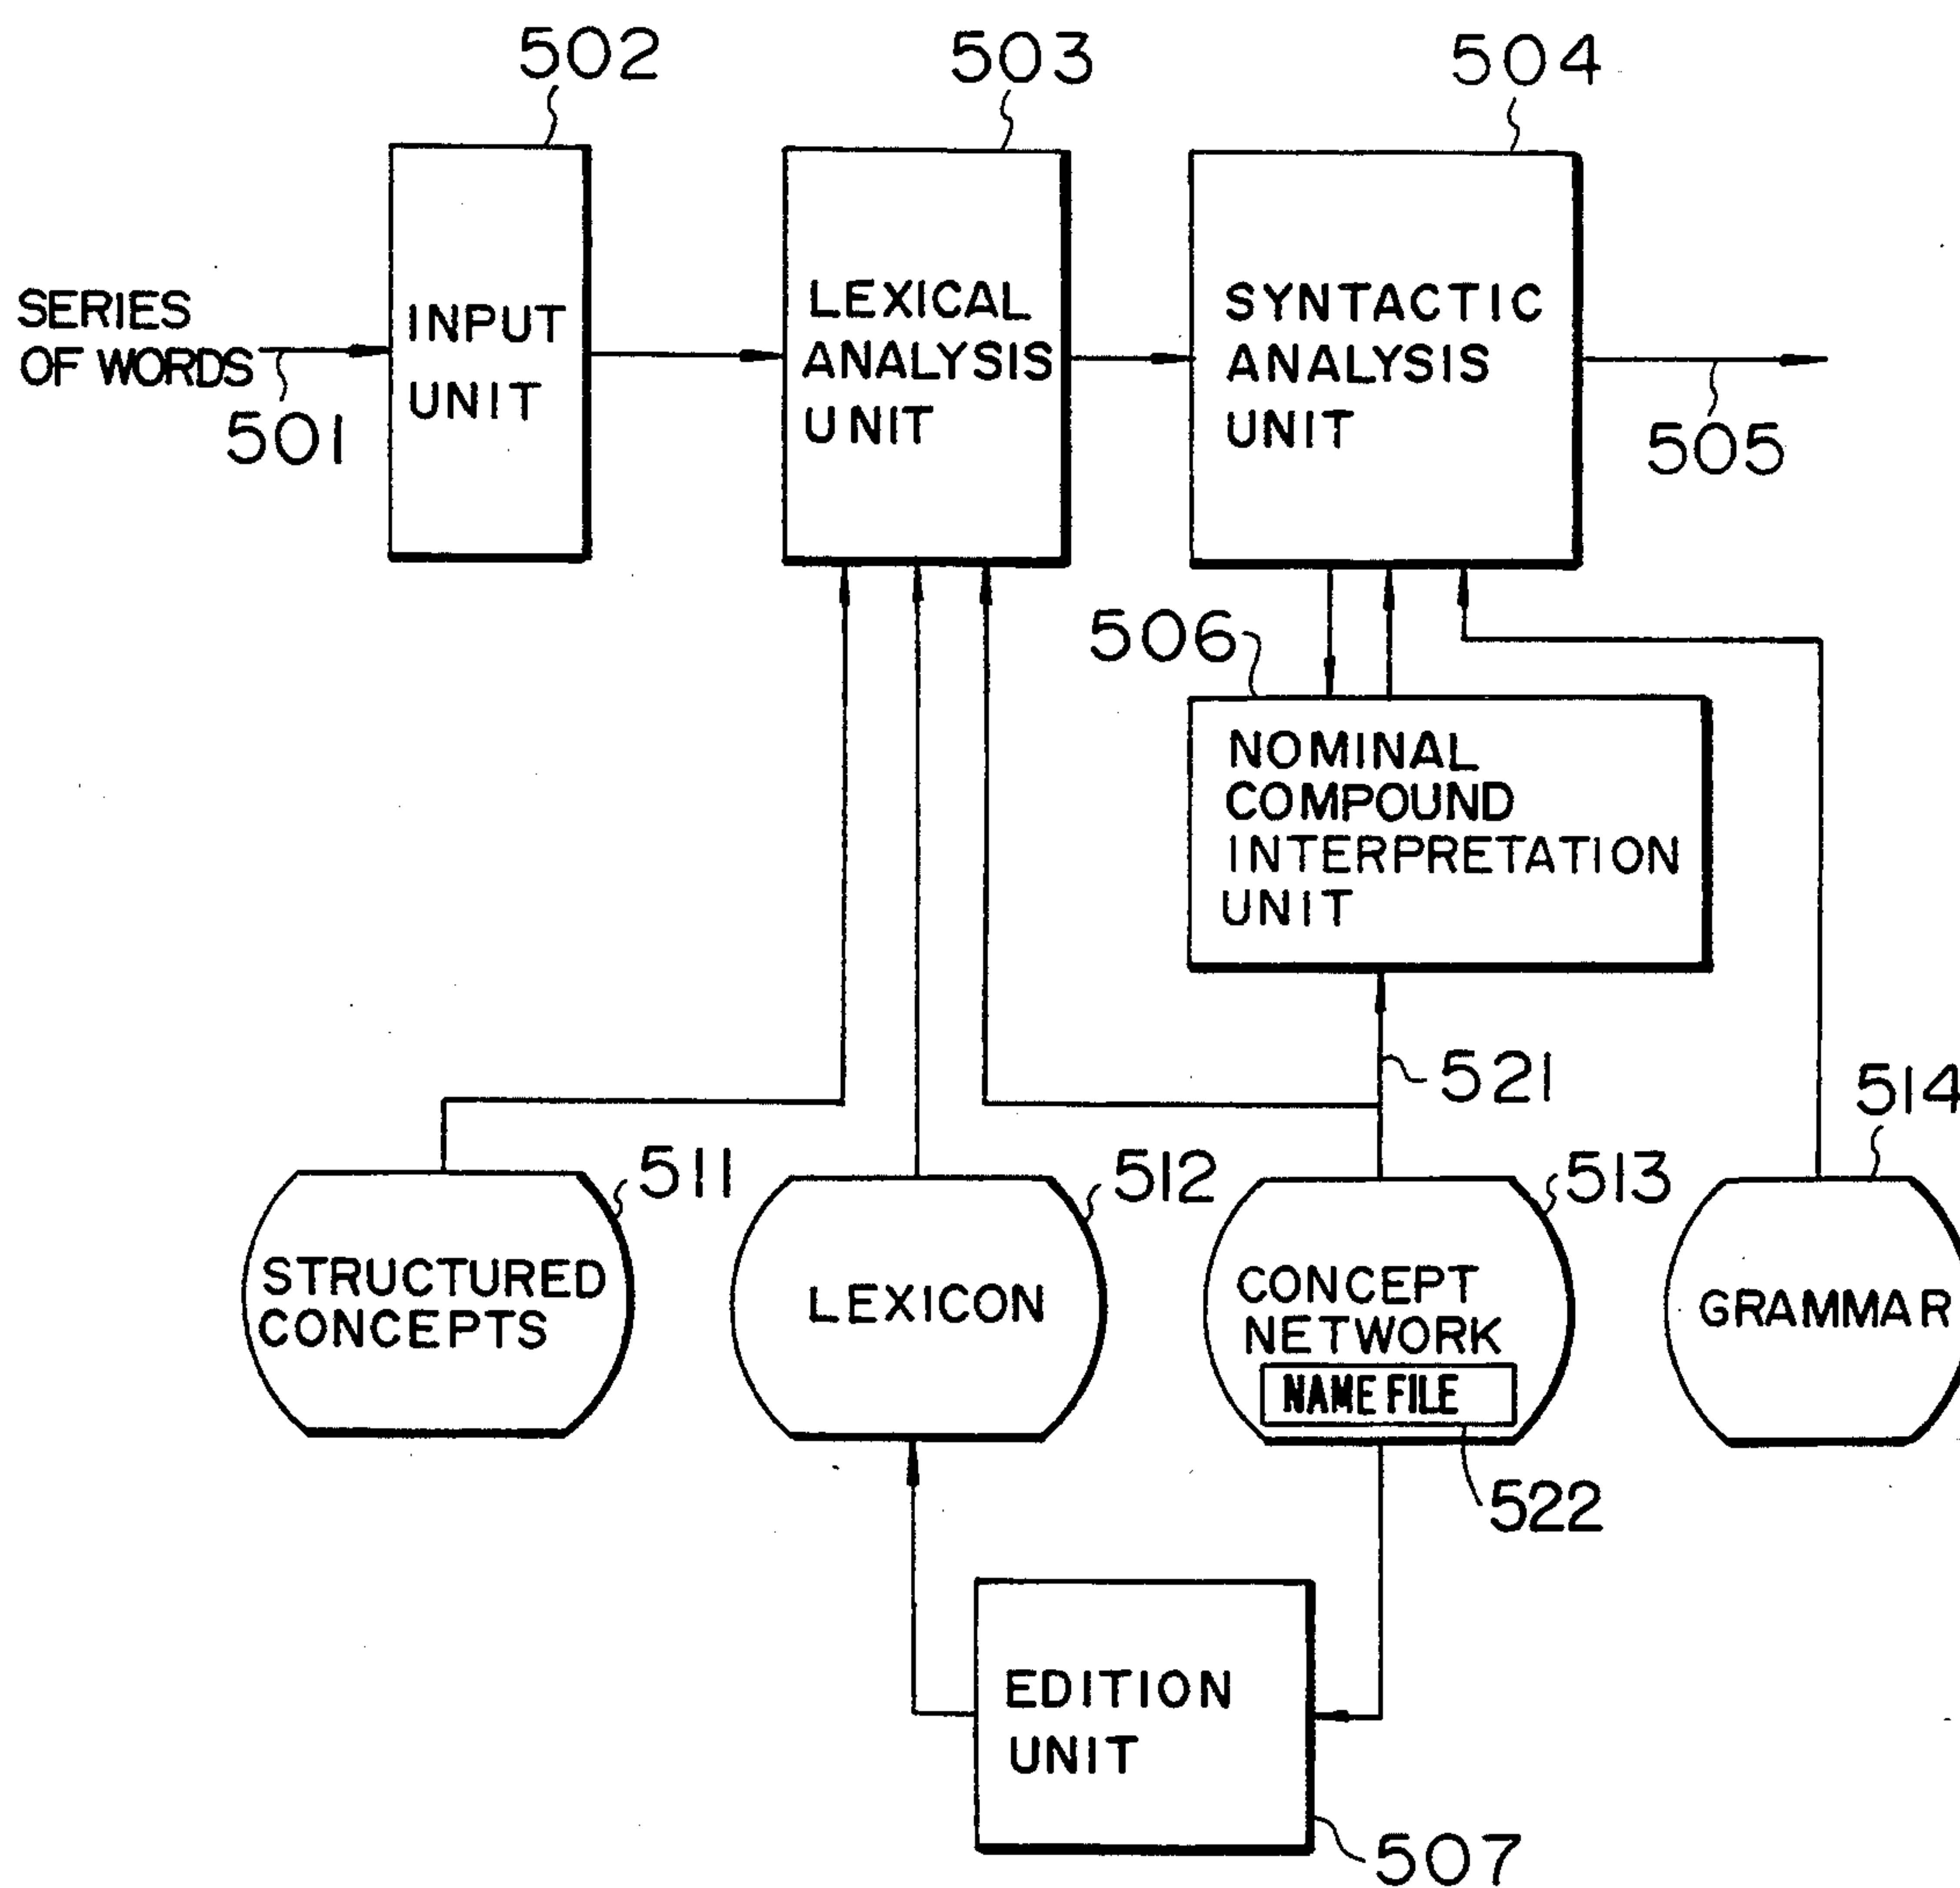 502
503
504
SERIES
OF WORDS
501
INPUT
UNIT
LEXICAL
ANALYSIS
UNIT
SYNTACTIC
ANALYSIS
UNIT
505
506
NOMINAL
COMPOUND
INTERPRETATION
UNIT
521
514
511
512
513
STRUCTURED
CONCEPTS
LEXICON
CONCEPT
NETWORK
NAME FILE
GRAMMAR
522
EDITION
UNIT
507